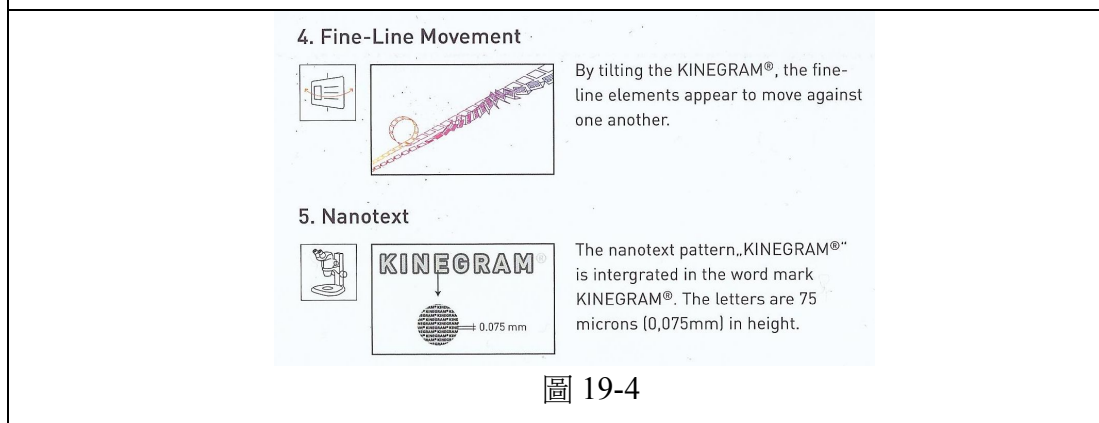 4. Fine-Line Movement
By tilting the KINEGRAM®, the fine-
line elements appear to move against
one another.
5. Nanotext
KINEGRAM®
0.075 mm
The nanotext pattern„KINEGRAM®"
is intergrated in the word mark
KINEGRAM®. The letters are 75
microns (0,075mm) in height.
圖 19-4